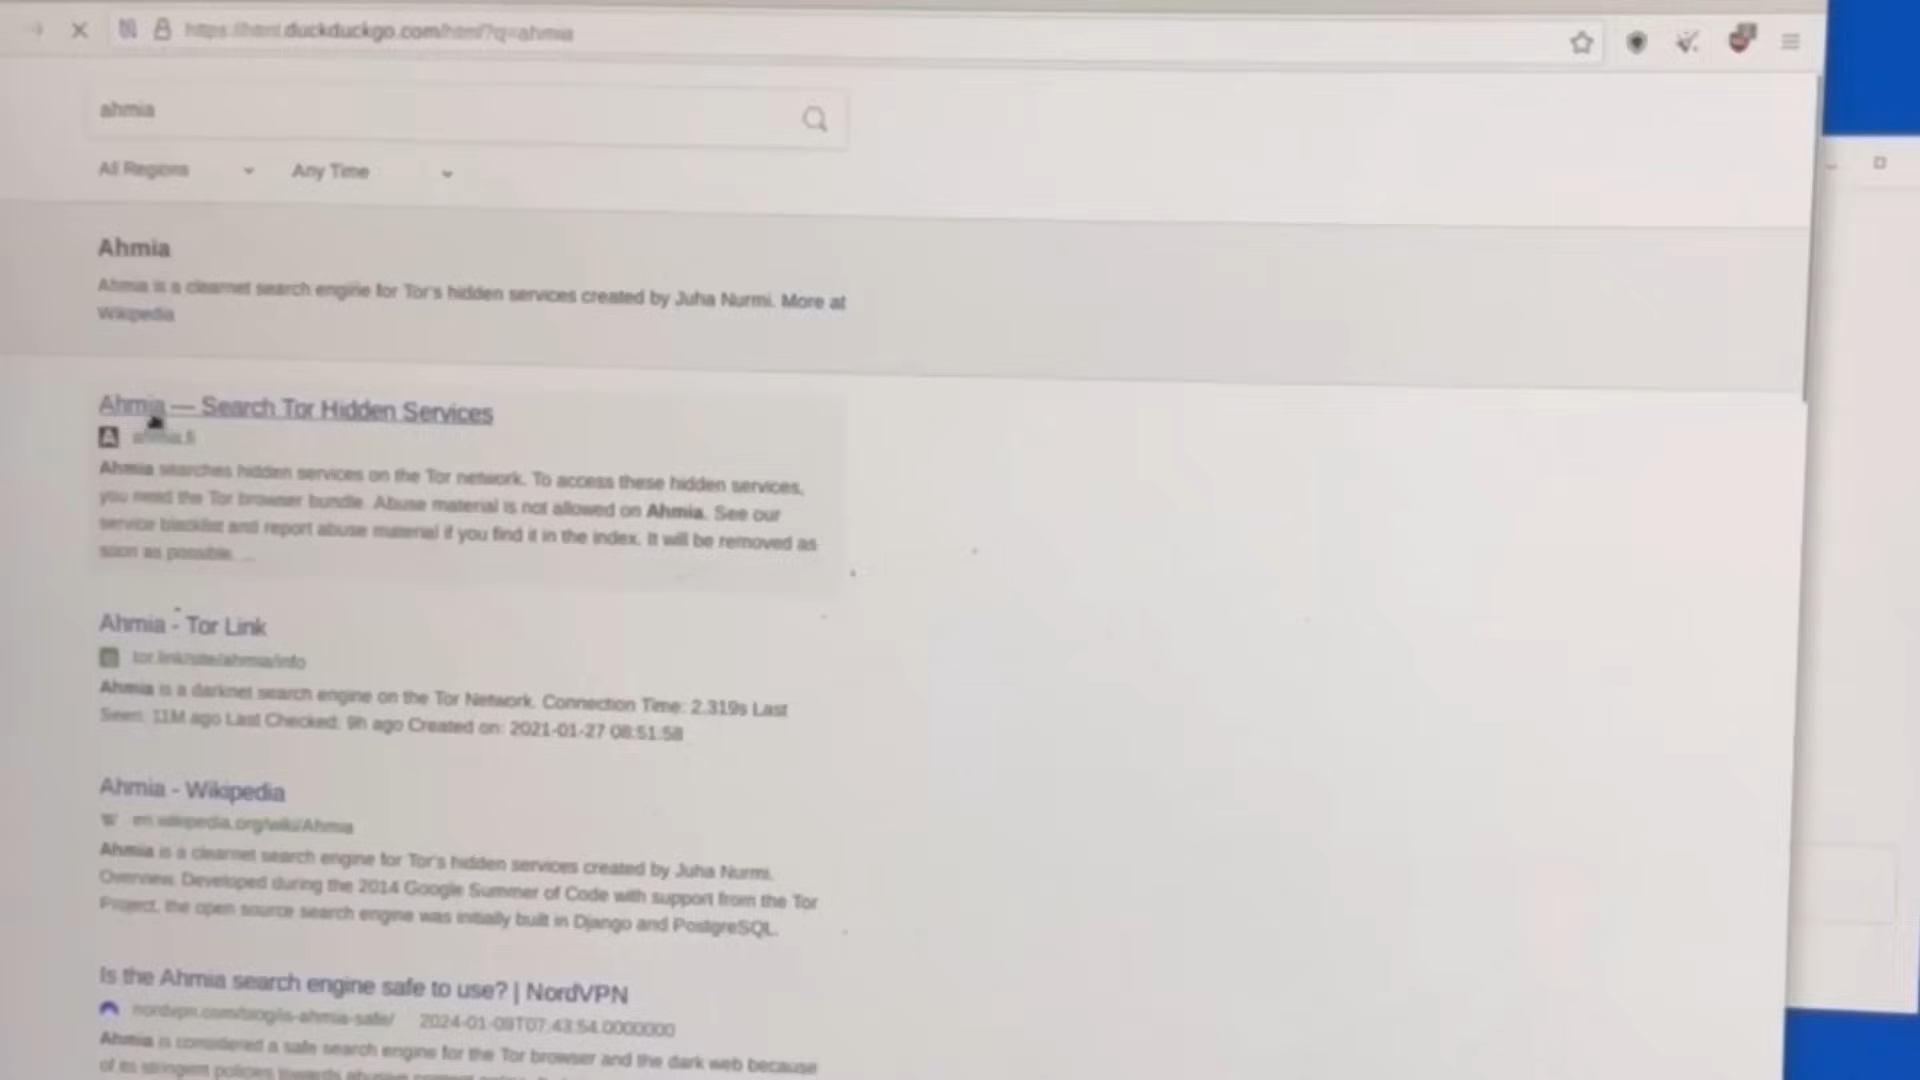 https://html.duckduckgo.com/html/?q=ahmia
ahmia
All Regions
Any Time
Ahmia
Ahmia is a clearnet search engine for Tor's hidden services created by Juha Nurmi. More at
Wikipedia
Ahmia — Search Tor Hidden Services
ahmia.fi
Ahmia searches hidden services on the Tor network. To access these hidden services,
you need the Tor browser bundle. Abuse material is not allowed on Ahmia. See our
service blacklist and report abuse material if you find it in the index. It will be removed as
soon as possible. ...
Ahmia - Tor Link
tor.link/site/ahmia/info
Ahmia is a darknet search engine on the Tor Network. Connection Time: 2.319s Last
Seen: 11M ago Last Checked: 9h ago Created on: 2021-01-27 08:51:58
Ahmia - Wikipedia
en.wikipedia.org/wiki/Ahmia
Ahmia is a clearnet search engine for Tor's hidden services created by Juha Nurmi.
Overview. Developed during the 2014 Google Summer of Code with support from the Tor
Project, the open source search engine was initially built in Django and PostgreSQL.
Is the Ahmia search engine safe to use? | NordVPN
nordvpn.com/blog/is-ahmia-safe/ 2024-01-09T07:43:54.0000000
Ahmia is considered a safe search engine for the Tor browser and the dark web because
of its stringent policies towards abusive content